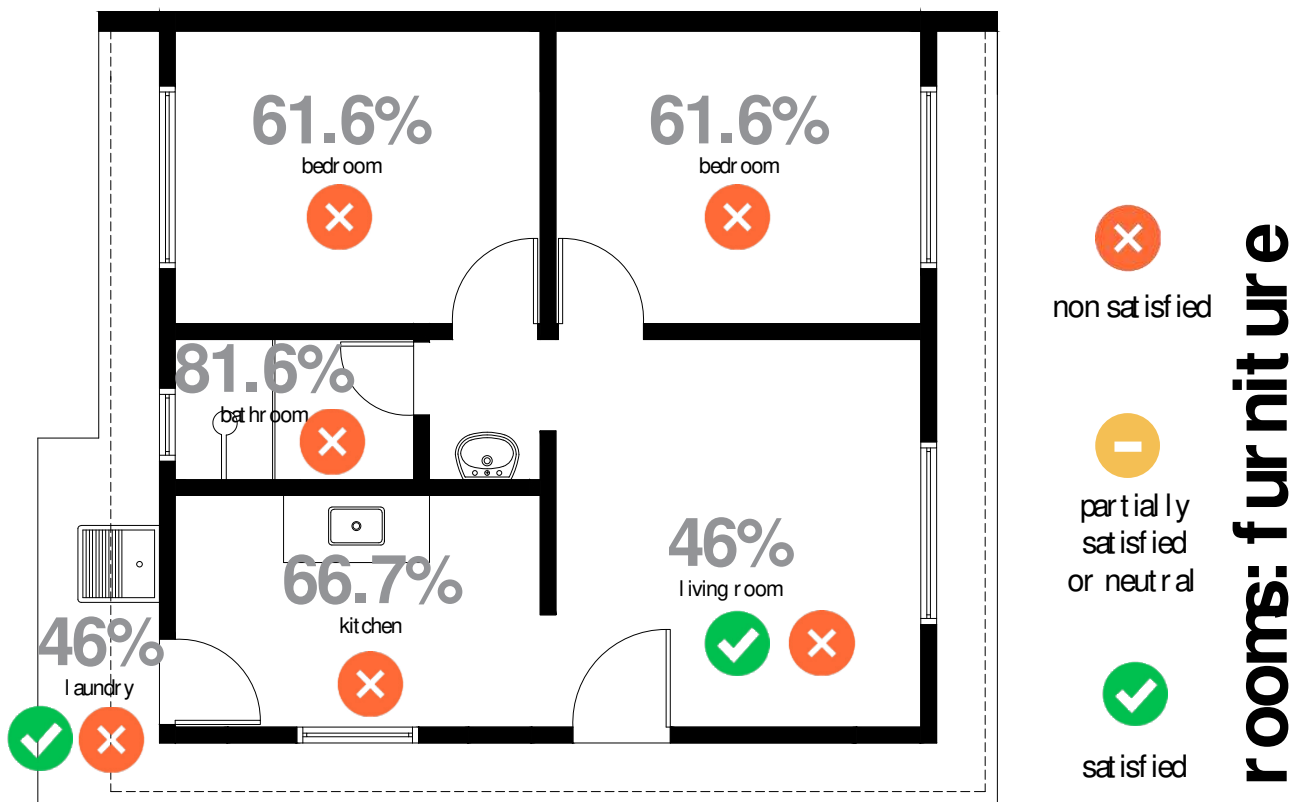 61.6%
bedroom
61.6%
bedroom
81.6%
bathroom
66.7%
kitchen
46%
living room
46%
laundry
non satisfied
partially
satisfied
or neutral
satisfied
rooms: furniture